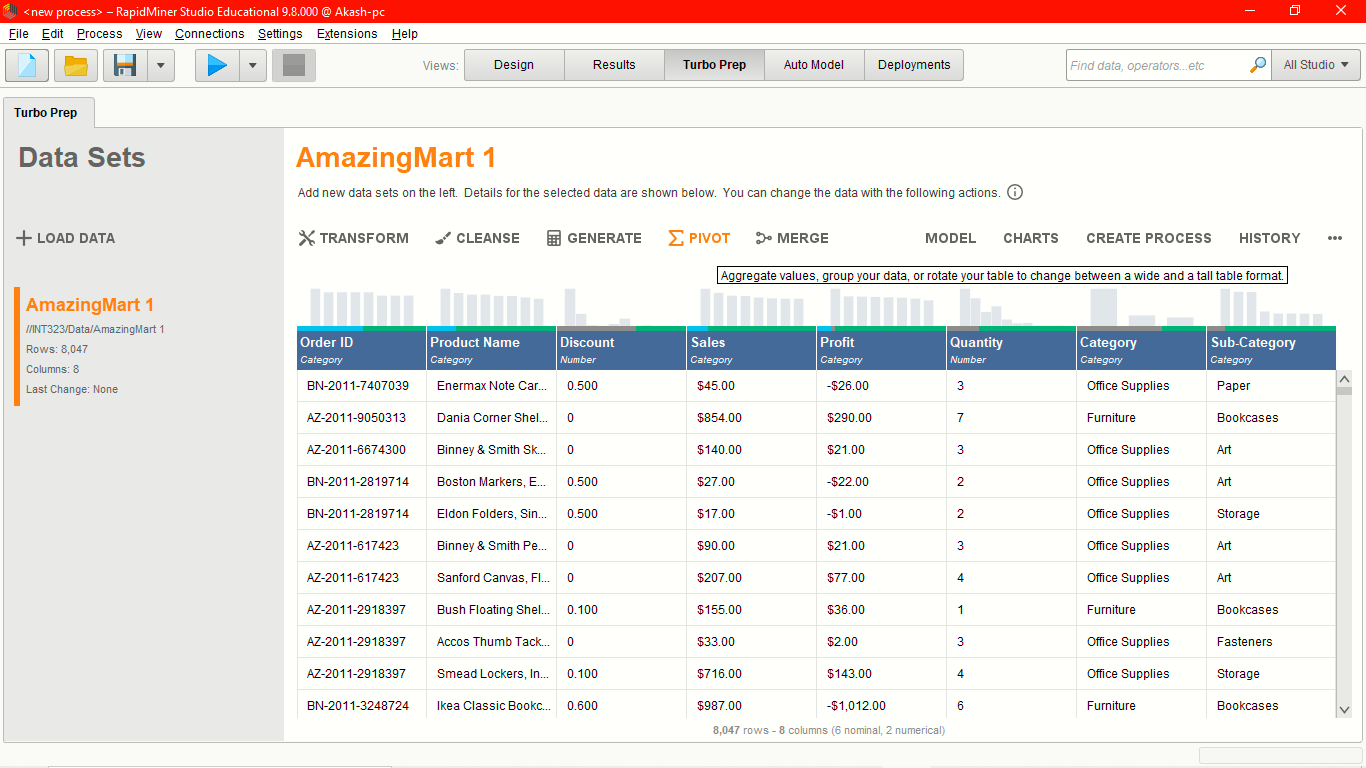 <new process> – RapidMiner Studio Educational 9.8.000 @ Akash-pc
File Edit Process View Connections Settings Extensions Help
Views: Design Results Turbo Prep Auto Model Deployments Find data, operators...etc All Studio
Turbo Prep
Data Sets
AmazingMart 1
Add new data sets on the left. Details for the selected data are shown below. You can change the data with the following actions.
LOAD DATA
TRANSFORM CLEANSE GENERATE PIVOT MERGE MODEL CHARTS CREATE PROCESS HISTORY
Aggregate values, group your data, or rotate your table to change between a wide and a tall table format.
AmazingMart 1
//INT323/Data/AmazingMart 1
Rows: 8,047
Columns: 8
Last Change: None
Order ID Product Name Discount Sales Profit Quantity Category Sub-Category
Category Category Number Category Category Number Category Category
BN-2011-7407039 Enermax Note Car... 0.500 $45.00 -$26.00 3 Office Supplies Paper
AZ-2011-9050313 Dania Corner Shel... 0 $854.00 $290.00 7 Furniture Bookcases
AZ-2011-6674300 Binney & Smith Sk... 0 $140.00 $21.00 3 Office Supplies Art
BN-2011-2819714 Boston Markers, E... 0.500 $27.00 -$22.00 2 Office Supplies Art
BN-2011-2819714 Eldon Folders, Sin... 0.500 $17.00 -$1.00 2 Office Supplies Storage
AZ-2011-617423 Binney & Smith Pe... 0 $90.00 $21.00 3 Office Supplies Art
AZ-2011-617423 Sanford Canvas, Fl... 0 $207.00 $77.00 4 Office Supplies Art
AZ-2011-2918397 Bush Floating Shel... 0.100 $155.00 $36.00 1 Furniture Bookcases
AZ-2011-2918397 Accos Thumb Tack... 0 $33.00 $2.00 3 Office Supplies Fasteners
AZ-2011-2918397 Smead Lockers, In... 0.100 $716.00 $143.00 4 Office Supplies Storage
BN-2011-3248724 Ikea Classic Bookc... 0.600 $987.00 -$1,012.00 6 Furniture Bookcases
8,047 rows - 8 columns (6 nominal, 2 numerical)